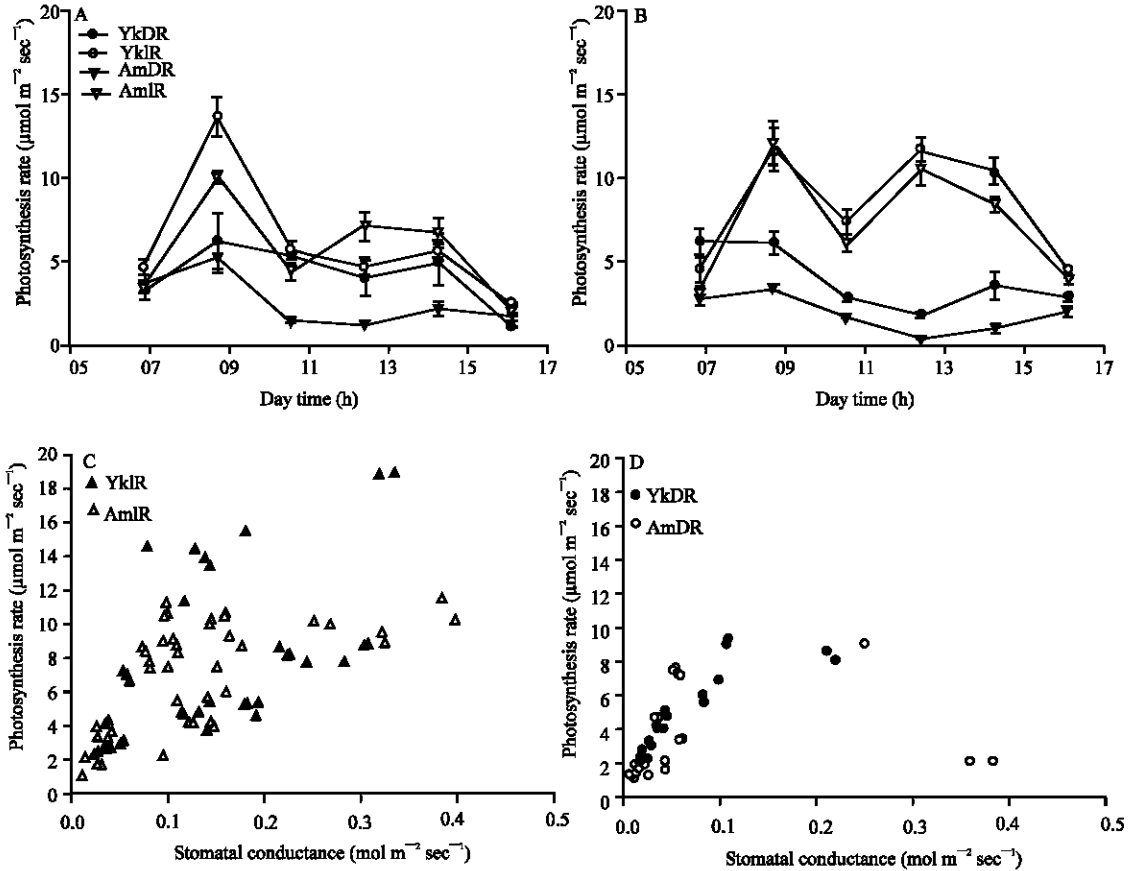 A
YkDR
YklR
AmDR
AmlR
Photosynthesis rate (µmol m⁻² sec⁻¹)
20
15
10
5
0
05 07 09 11 13 15 17
Day time (h)
B
Photosynthesis rate (µmol m⁻² sec⁻¹)
20
15
10
5
0
05 07 09 11 13 15 17
Day time (h)
C
YklR
AmlR
Photosynthesis rate (µmol m⁻² sec⁻¹)
20
18
16
14
12
10
8
6
4
2
0
0.0 0.1 0.2 0.3 0.4 0.5
Stomatal conductance (mol m⁻² sec⁻¹)
D
YkDR
AmDR
Photosynthesis rate (µmol m⁻² sec⁻¹)
20
18
16
14
12
10
8
6
4
2
0
0.0 0.1 0.2 0.3 0.4 0.5
Stomatal conductance (mol m⁻² sec⁻¹)